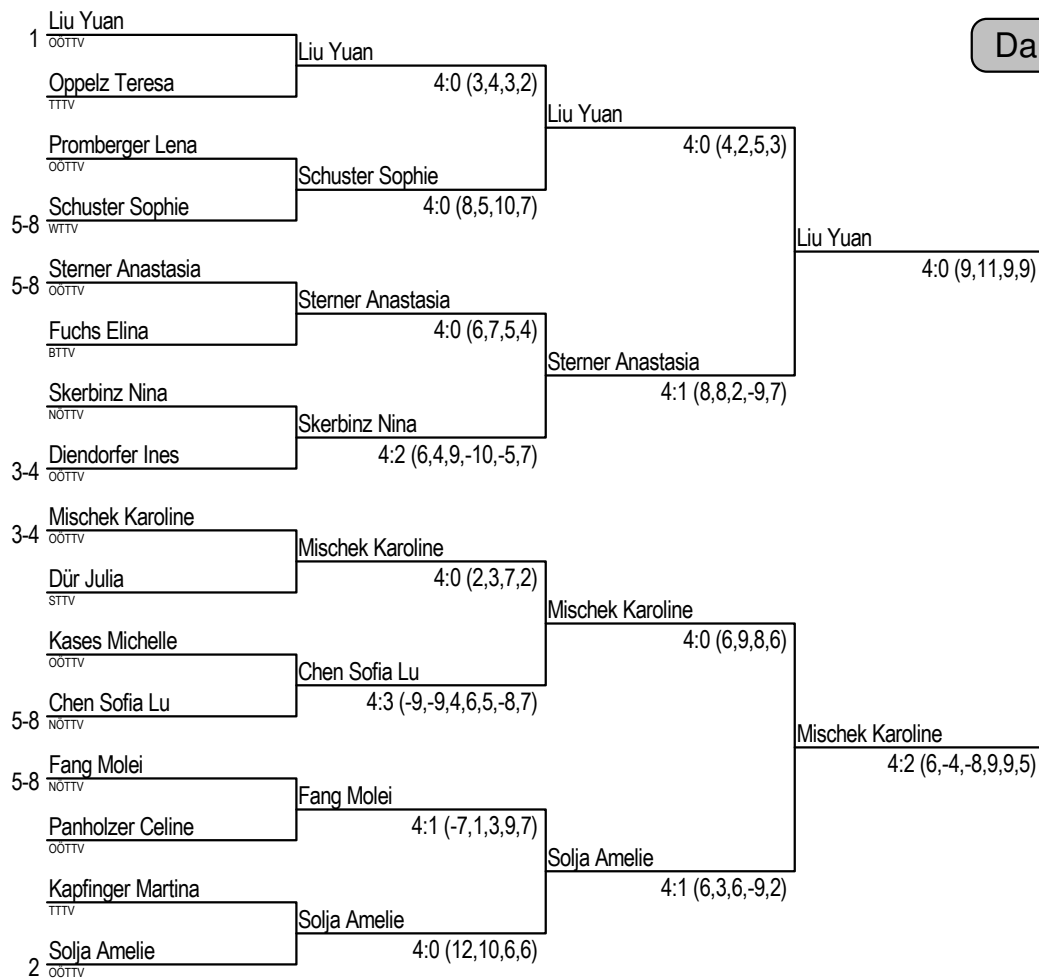 Da
Liu Yuan
1
OÖTTV
Oppelz Teresa
TTTV
Promberger Lena
OÖTTV
Schuster Sophie
5-8
WTTV
Sterner Anastasia
5-8
OÖTTV
Fuchs Elina
BTTV
Skerbinz Nina
NÖTTV
Diendorfer Ines
3-4
OÖTTV
Mischek Karoline
3-4
OÖTTV
Dür Julia
STTV
Kases Michelle
OÖTTV
Chen Sofia Lu
5-8
NÖTTV
Fang Molei
5-8
NÖTTV
Panholzer Celine
OÖTTV
Kapfinger Martina
TTTV
Solja Amelie
2
OÖTTV
Liu Yuan
4:0 (3,4,3,2)
Schuster Sophie
4:0 (8,5,10,7)
Sterner Anastasia
4:0 (6,7,5,4)
Skerbinz Nina
4:2 (6,4,9,-10,-5,7)
Mischek Karoline
4:0 (2,3,7,2)
Chen Sofia Lu
4:3 (-9,-9,4,6,5,-8,7)
Fang Molei
4:1 (-7,1,3,9,7)
Solja Amelie
4:0 (12,10,6,6)
Liu Yuan
4:0 (4,2,5,3)
Sterner Anastasia
4:1 (8,8,2,-9,7)
Mischek Karoline
4:0 (6,9,8,6)
Solja Amelie
4:1 (6,3,6,-9,2)
Liu Yuan
4:0 (9,11,9,9)
Mischek Karoline
4:2 (6,-4,-8,9,9,5)